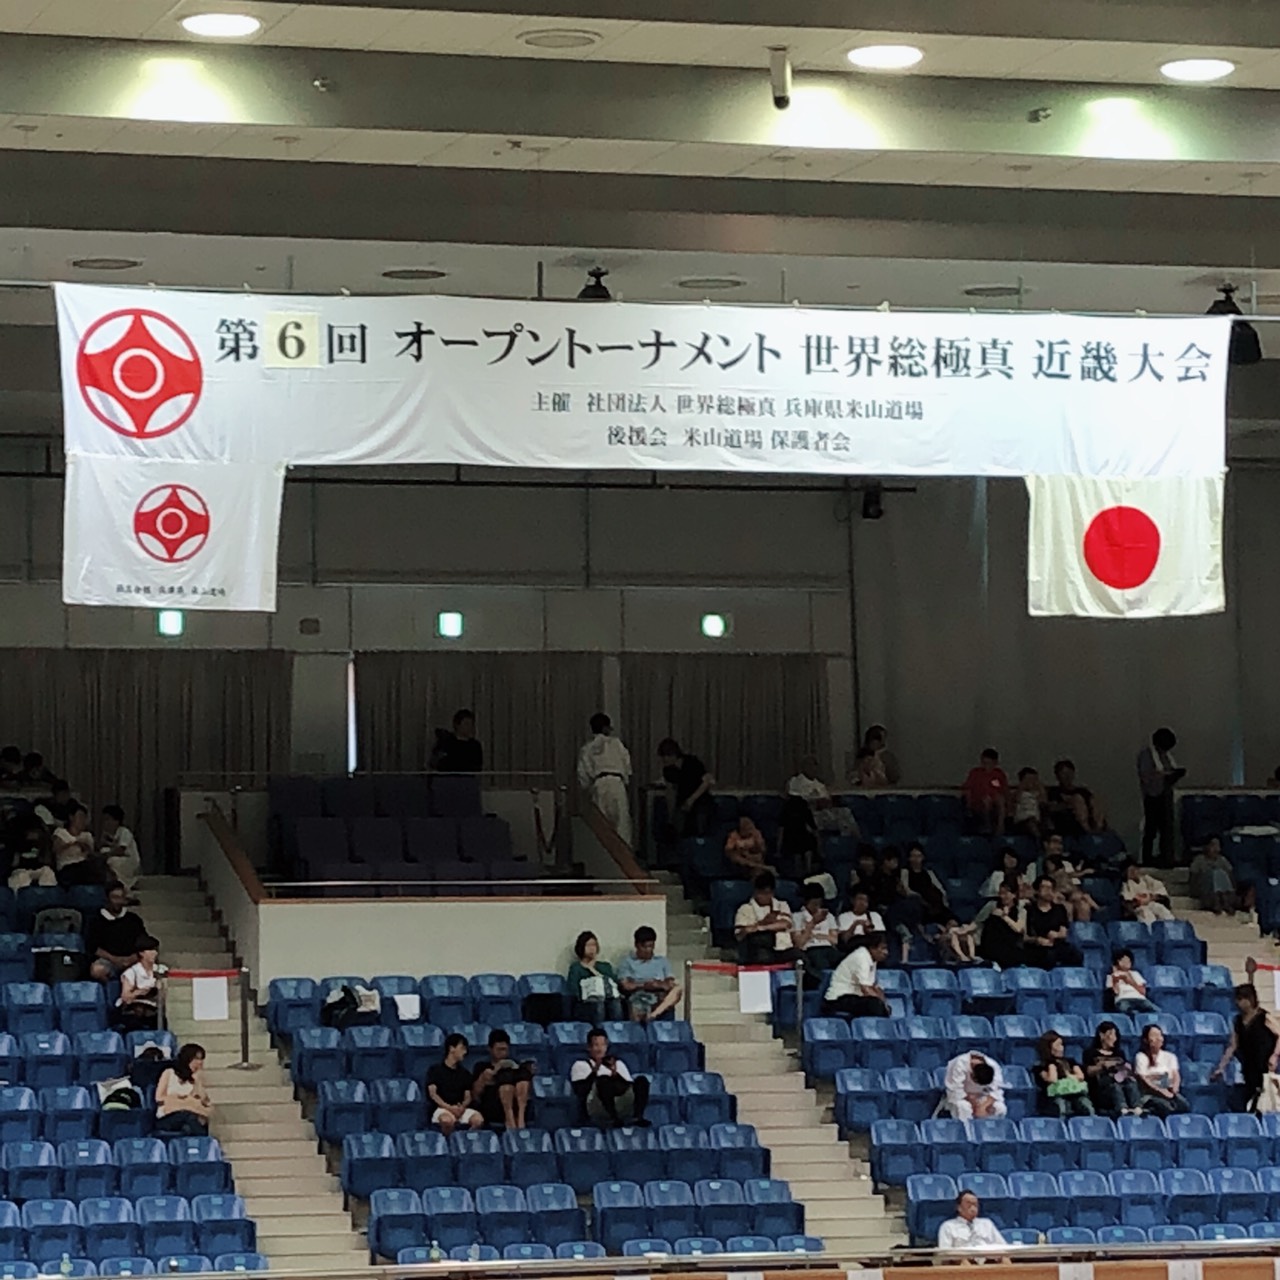 第6回 オープントーナメント 世界総極真 近畿大会
主催 社団法人 世界総極真 兵庫県米山道場
後援会 米山道場 保護者会